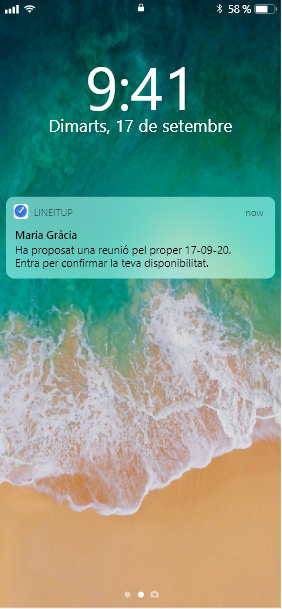 58 %
9:41
Dimarts, 17 de setembre
LINEITUP now
Maria Gràcia
Ha proposat una reunió pel proper 17-09-20.
Entra per confirmar la teva disponibilitat.